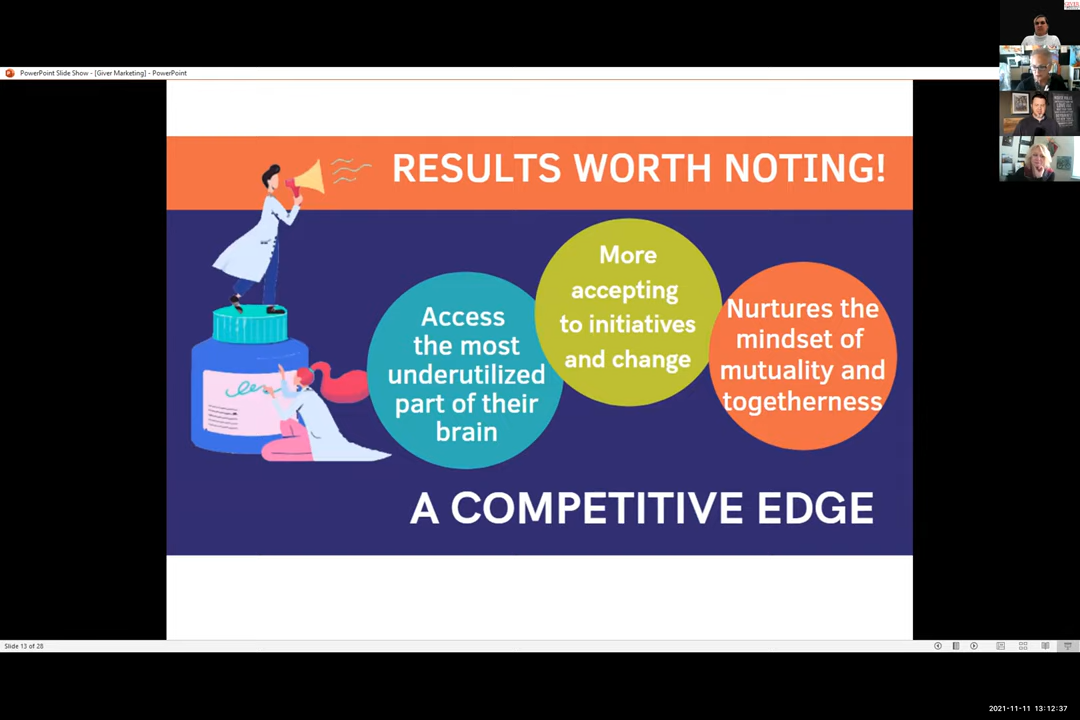 GIVER
PowerPoint Slide Show - [Giver Marketing] - PowerPoint
RESULTS WORTH NOTING!
Access
the most
underutilized
part of their
brain
More
accepting
to initiatives
and change
Nurtures the
mindset of
mutuality and
togetherness
A COMPETITIVE EDGE
Slide 13 of 28
2021-11-11 13:12:37